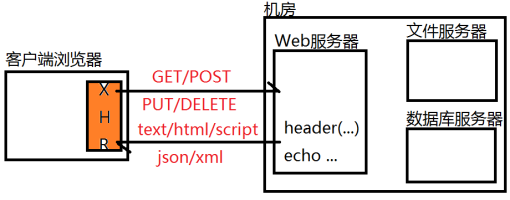 机房
客户端浏览器
Web服务器
文件服务器
X
H
R
GET/POST
PUT/DELETE
text/html/script
json/xml
header(...)
echo ...
数据库服务器